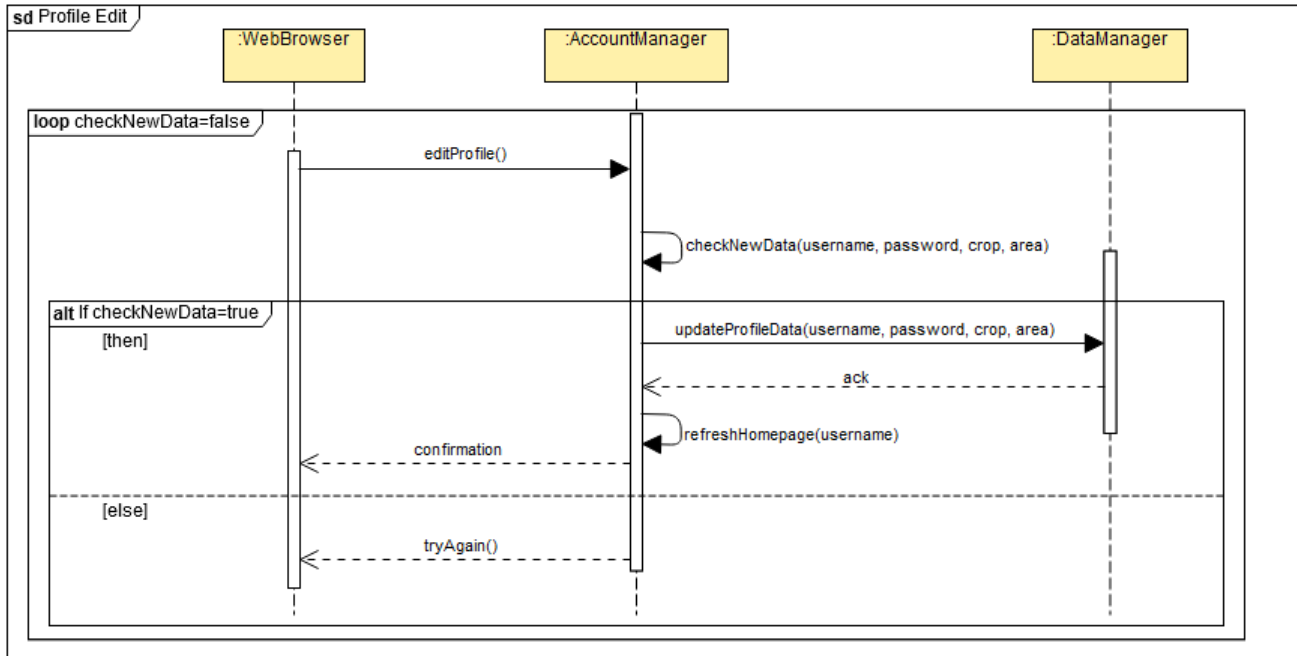 sd Profile Edit
:WebBrowser
:AccountManager
:DataManager
loop checkNewData=false
editProfile()
checkNewData(username, password, crop, area)
alt If checkNewData=true
[then]
updateProfileData(username, password, crop, area)
ack
refreshHomepage(username)
confirmation
[else]
tryAgain()